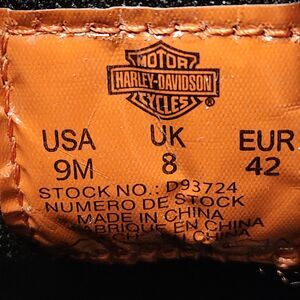 MOTOR
HARLEY-DAVIDSON
CYCLES ®
USA UK EUR
9M 8 42
STOCK NO.: D93724
NUMERO DE STOCK
MADE IN CHINA
FABRIQUE EN CHINE
CHINA